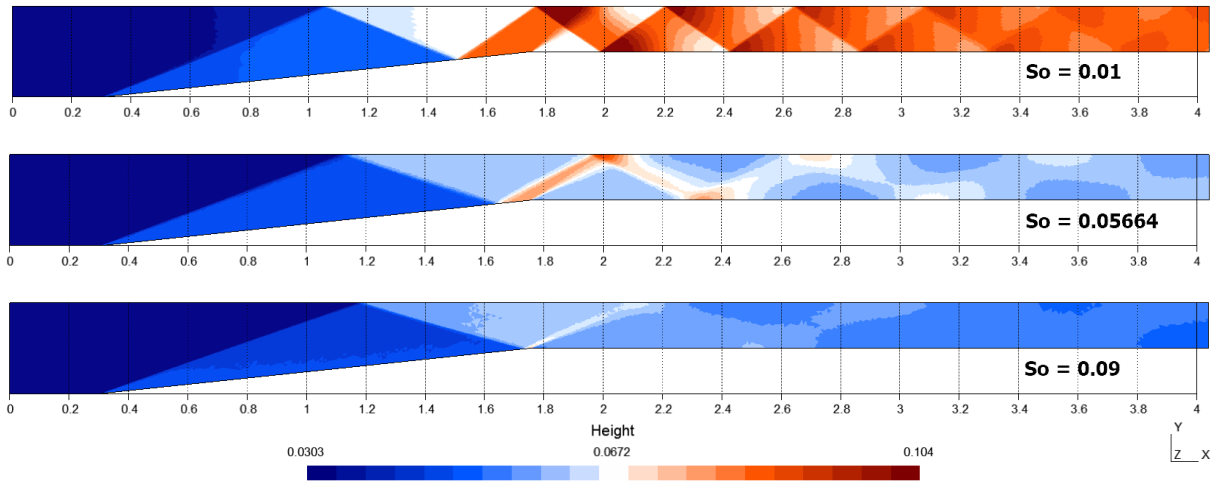 So = 0.01
0 0.2 0.4 0.6 0.8 1 1.2 1.4 1.6 1.8 2 2.2 2.4 2.6 2.8 3 3.2 3.4 3.6 3.8 4
So = 0.05664
0 0.2 0.4 0.6 0.8 1 1.2 1.4 1.6 1.8 2 2.2 2.4 2.6 2.8 3 3.2 3.4 3.6 3.8 4
So = 0.09
0 0.2 0.4 0.6 0.8 1 1.2 1.4 1.6 1.8 2 2.2 2.4 2.6 2.8 3 3.2 3.4 3.6 3.8 4
Height
0.0303 0.0672 0.104
Y
Z X